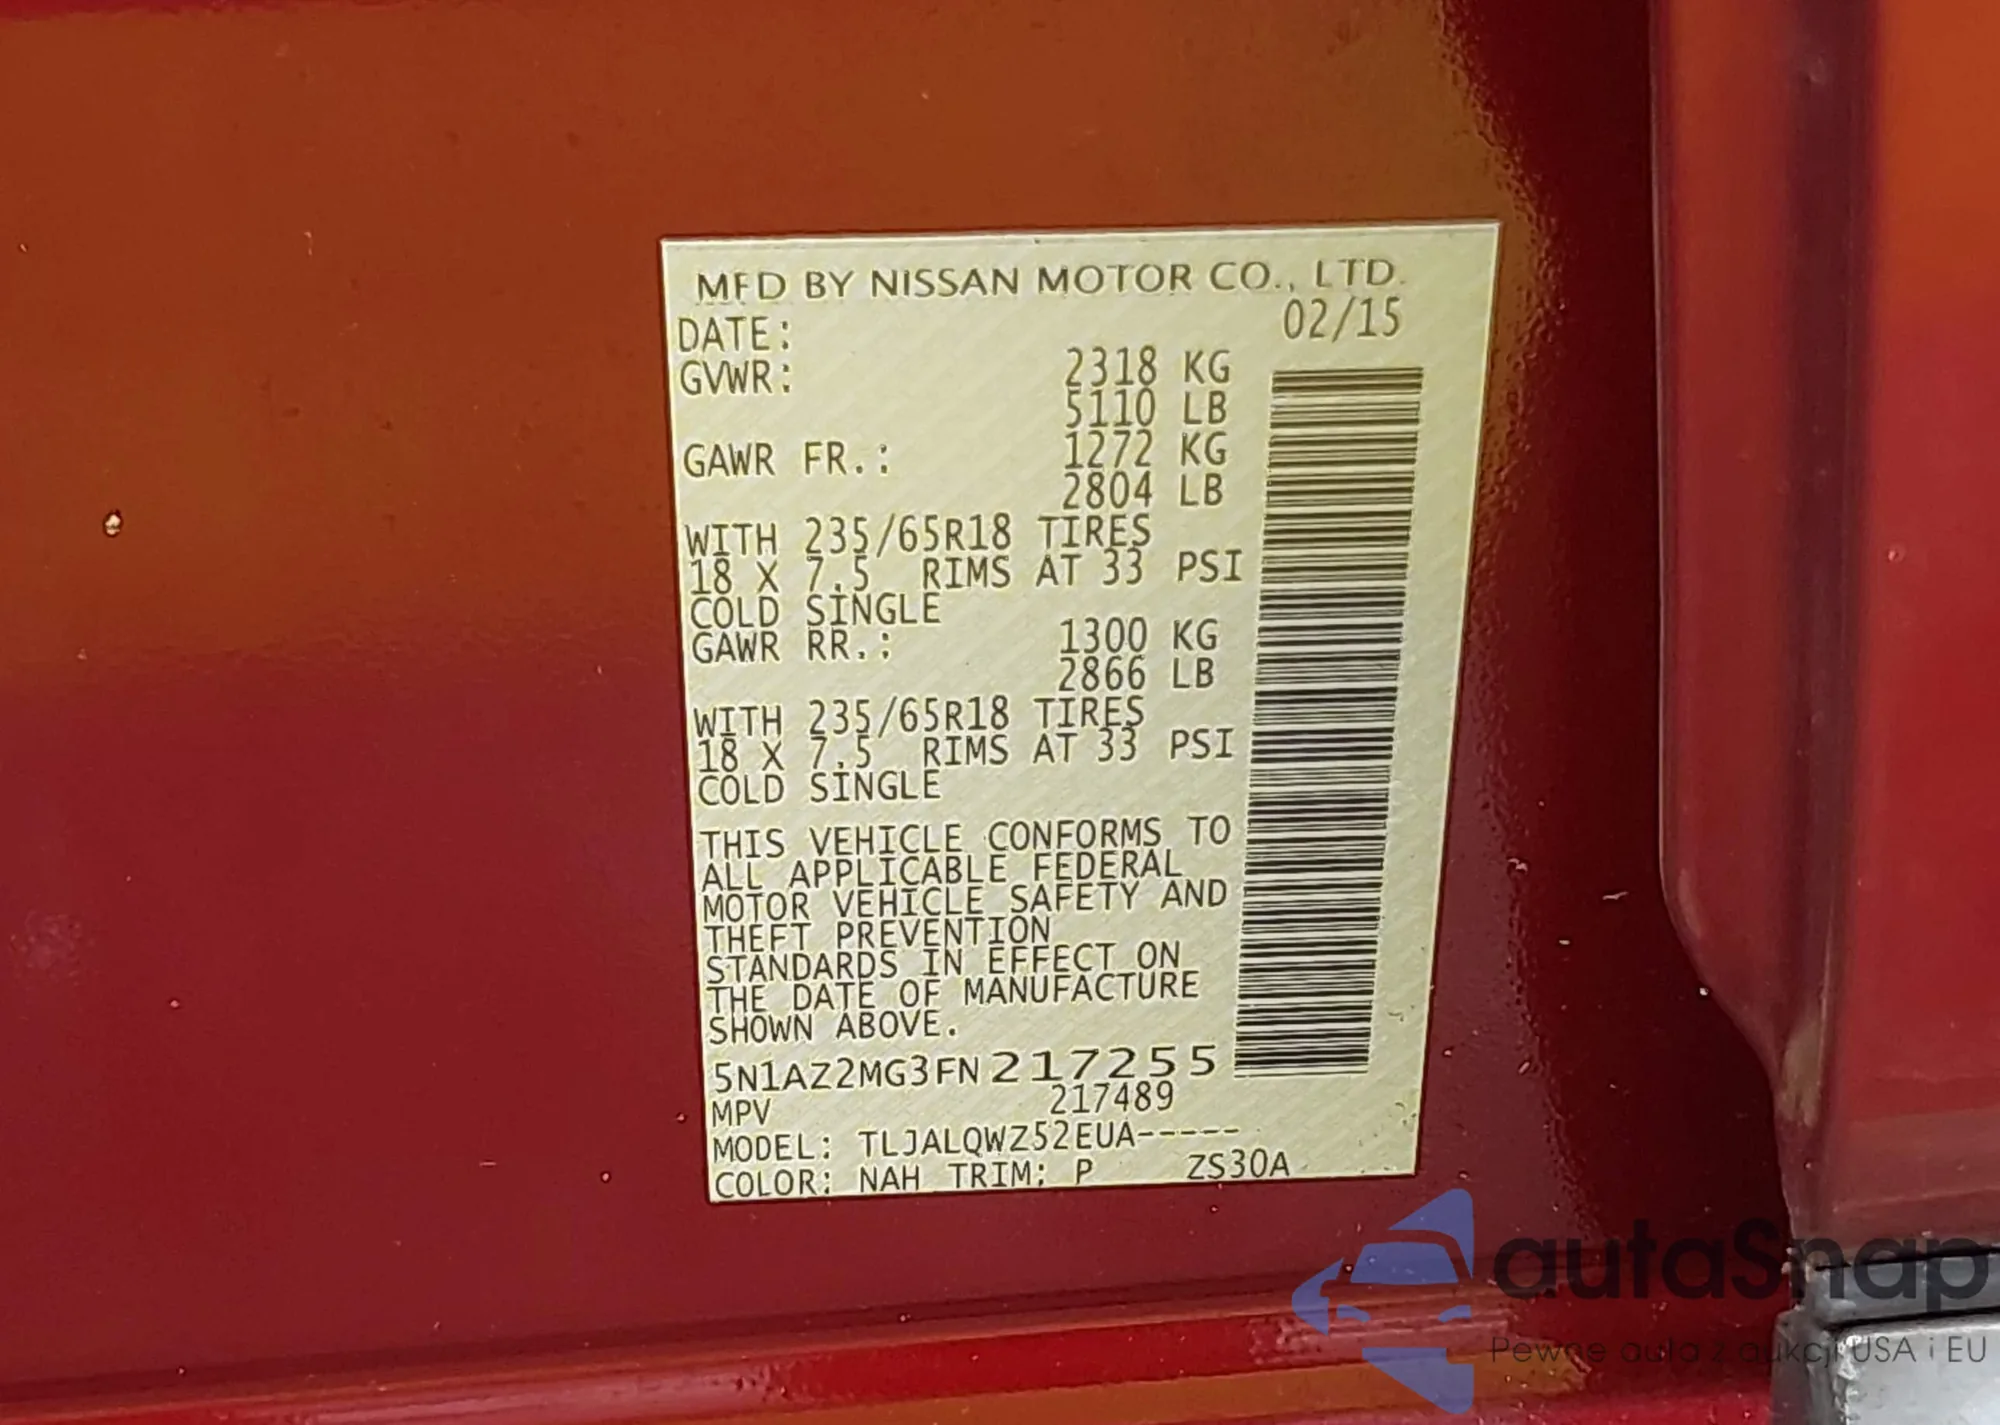 MFD BY NISSAN MOTOR CO., LTD.
DATE: 02/15
GVWR: 2318 KG
5110 LB
GAWR FR.: 1272 KG
2804 LB
WITH 235/65R18 TIRES
18 X 7.5 RIMS AT 33 PSI
COLD SINGLE
GAWR RR.: 1300 KG
2866 LB
WITH 235/65R18 TIRES
18 X 7.5 RIMS AT 33 PSI
COLD SINGLE
THIS VEHICLE CONFORMS TO
ALL APPLICABLE FEDERAL
MOTOR VEHICLE SAFETY AND
THEFT PREVENTION
STANDARDS IN EFFECT ON
THE DATE OF MANUFACTURE
SHOWN ABOVE.
5N1AZ2MG3FN217255
MPV 217489
MODEL: TLJALQWZ52EUA-----
COLOR: NAH TRIM: P ZS30A
autaSnap
Pewne auta z aukcji USA i EU